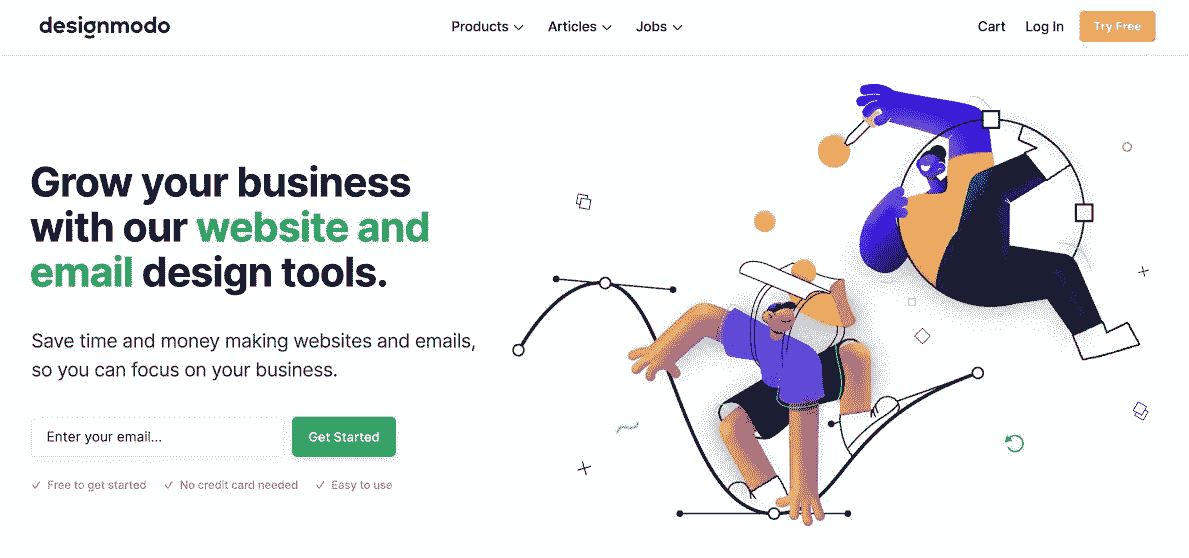 designmodo
Products
Articles
Jobs
Cart
Log In
Try Free
Grow your business
with our website and
email design tools.
Save time and money making websites and emails,
so you can focus on your business.
Enter your email...
Get Started
Free to get started
No credit card needed
Easy to use